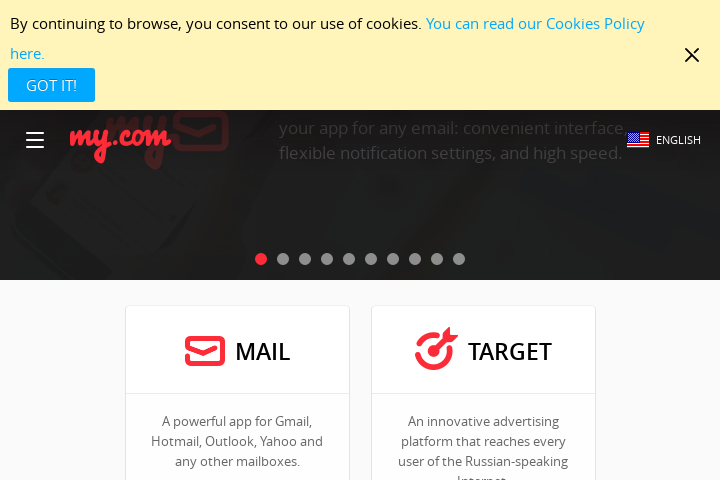 By continuing to browse, you consent to our use of cookies. You can read our Cookies Policy
here.
GOT IT!
my
your app for any email: convenient interface,
my.com
ENGLISH
flexible notification settings, and high speed.
MAIL
TARGET
A powerful app for Gmail,
Hotmail, Outlook, Yahoo and
any other mailboxes.
An innovative advertising
platform that reaches every
user of the Russian-speaking
Internet.